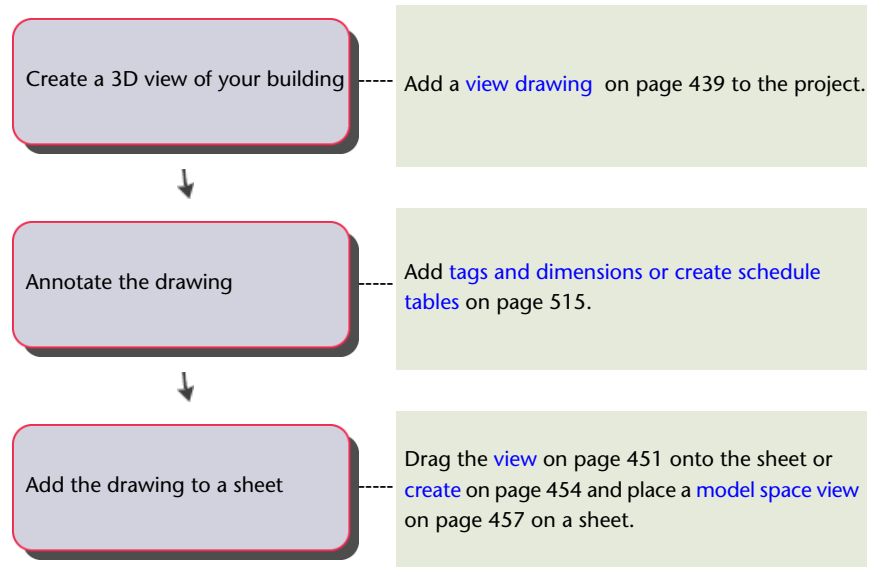 Create a 3D view of your building
Add a view drawing on page 439 to the project.
Annotate the drawing
Add tags and dimensions or create schedule
tables on page 515.
Add the drawing to a sheet
Drag the view on page 451 onto the sheet or
create on page 454 and place a model space view
on page 457 on a sheet.